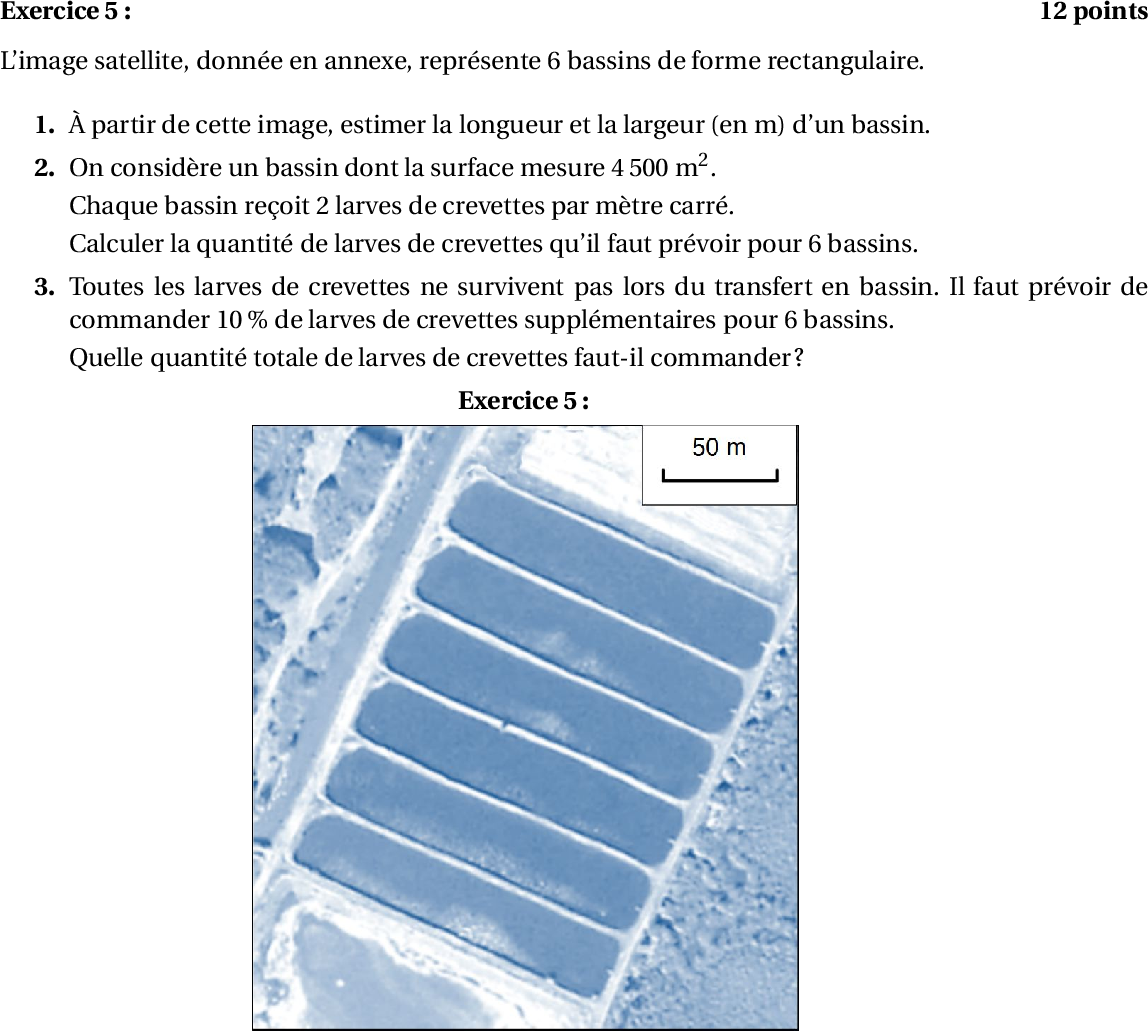 Exercice 5 : 12 points
L’image satellite, donnée en annexe, représente 6 bassins de forme rectangulaire.
1. À partir de cette image, estimer la longueur et la largeur (en m) d’un bassin.
2. On considère un bassin dont la surface mesure 4 500 m².
Chaque bassin reçoit 2 larves de crevettes par mètre carré.
Calculer la quantité de larves de crevettes qu’il faut prévoir pour 6 bassins.
3. Toutes les larves de crevettes ne survivent pas lors du transfert en bassin. Il faut prévoir de
commander 10 % de larves de crevettes supplémentaires pour 6 bassins.
Quelle quantité totale de larves de crevettes faut-il commander ?
Exercice 5 :
50 m